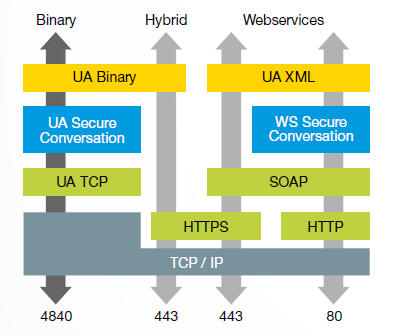 Binary Hybrid Webservices
UA Binary UA XML
UA Secure
Conversation
WS Secure
Conversation
UA TCP SOAP
HTTPS HTTP
TCP / IP
4840 443 443 80